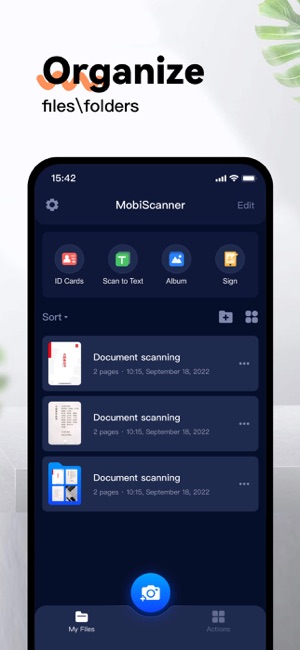 Organize
files\folders
15:42
MobiScanner
Edit
ID Cards
Scan to Text
Album
Sign
Sort
Document scanning
2 pages · 10:15, September 18, 2022
Document scanning
2 pages · 10:15, September 18, 2022
Document scanning
2 pages · 10:15, September 18, 2022
My Files
Actions